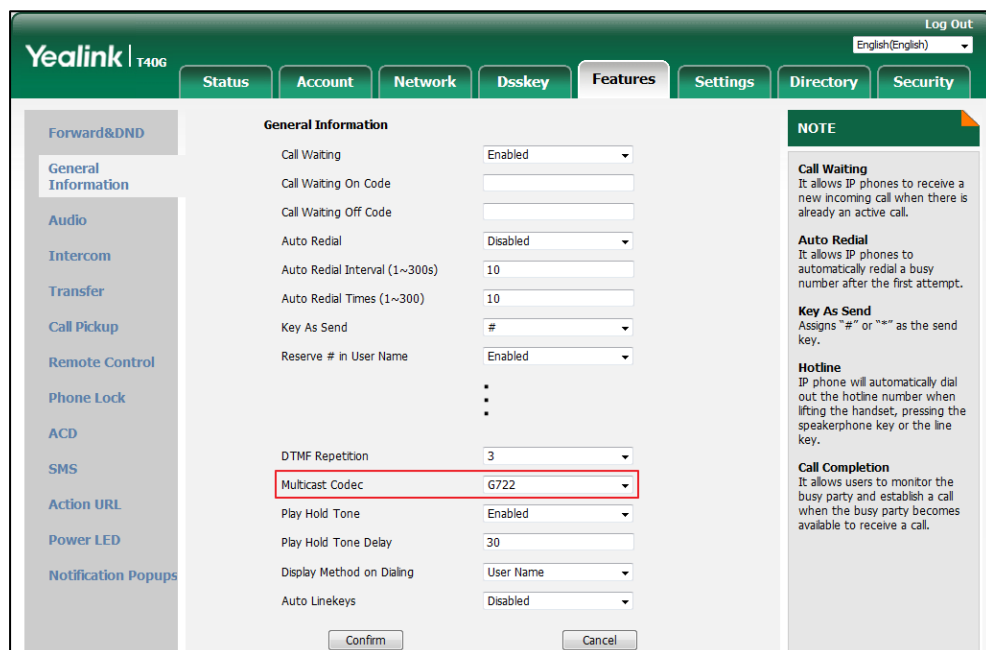 Log Out
English(English)
Yealink T40G
Status
Account
Network
Dsskey
Features
Settings
Directory
Security
Forward&DND
General
Information
Audio
Intercom
Transfer
Call Pickup
Remote Control
Phone Lock
ACD
SMS
Action URL
Power LED
Notification Popups
General Information
Call Waiting Enabled
Call Waiting On Code
Call Waiting Off Code
Auto Redial Disabled
Auto Redial Interval (1~300s) 10
Auto Redial Times (1~300) 10
Key As Send #
Reserve # in User Name Enabled
DTMF Repetition 3
Multicast Codec G722
Play Hold Tone Enabled
Play Hold Tone Delay 30
Display Method on Dialing User Name
Auto Linekeys Disabled
Confirm Cancel
NOTE
Call Waiting
It allows IP phones to receive a
new incoming call when there is
already an active call.
Auto Redial
It allows IP phones to
automatically redial a busy
number after the first attempt.
Key As Send
Assigns "#" or "*" as the send
key.
Hotline
IP phone will automatically dial
out the hotline number when
lifting the handset, pressing the
speakerphone key or the line
key.
Call Completion
It allows users to monitor the
busy party and establish a call
when the busy party becomes
available to receive a call.